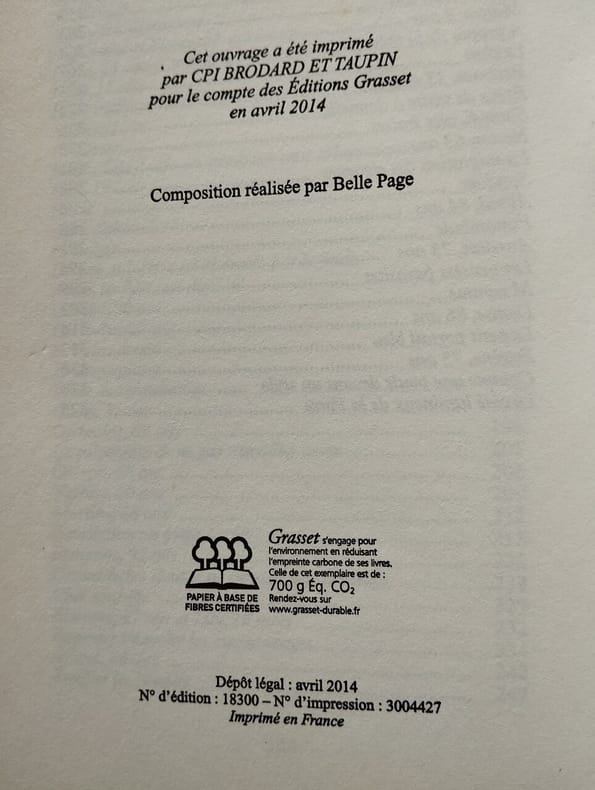 Cet ouvrage a été imprimé
par CPI BRODARD ET TAUPIN
pour le compte des Éditions Grasset
en avril 2014
Composition réalisée par Belle Page
PAPIER À BASE DE
FIBRES CERTIFIÉES
Grasset s'engage pour
l'environnement en réduisant
l'empreinte carbone de ses livres.
Celle de cet exemplaire est de :
700 g Éq. CO₂
Rendez-vous sur
www.grasset-durable.fr
Dépôt légal : avril 2014
N° d'édition : 18300 – N° d'impression : 3004427
Imprimé en France